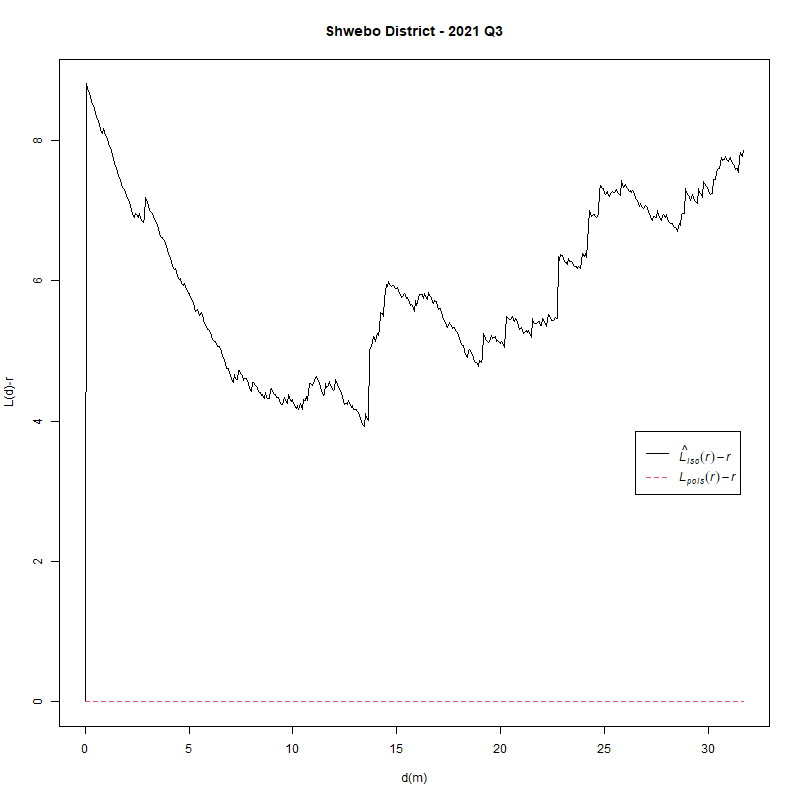 Shwebo District - 2021 Q3
L(d)-r
8
6
4
2
0
L̂iso(r)−r
Lpois(r)−r
0 5 10 15 20 25 30
d(m)